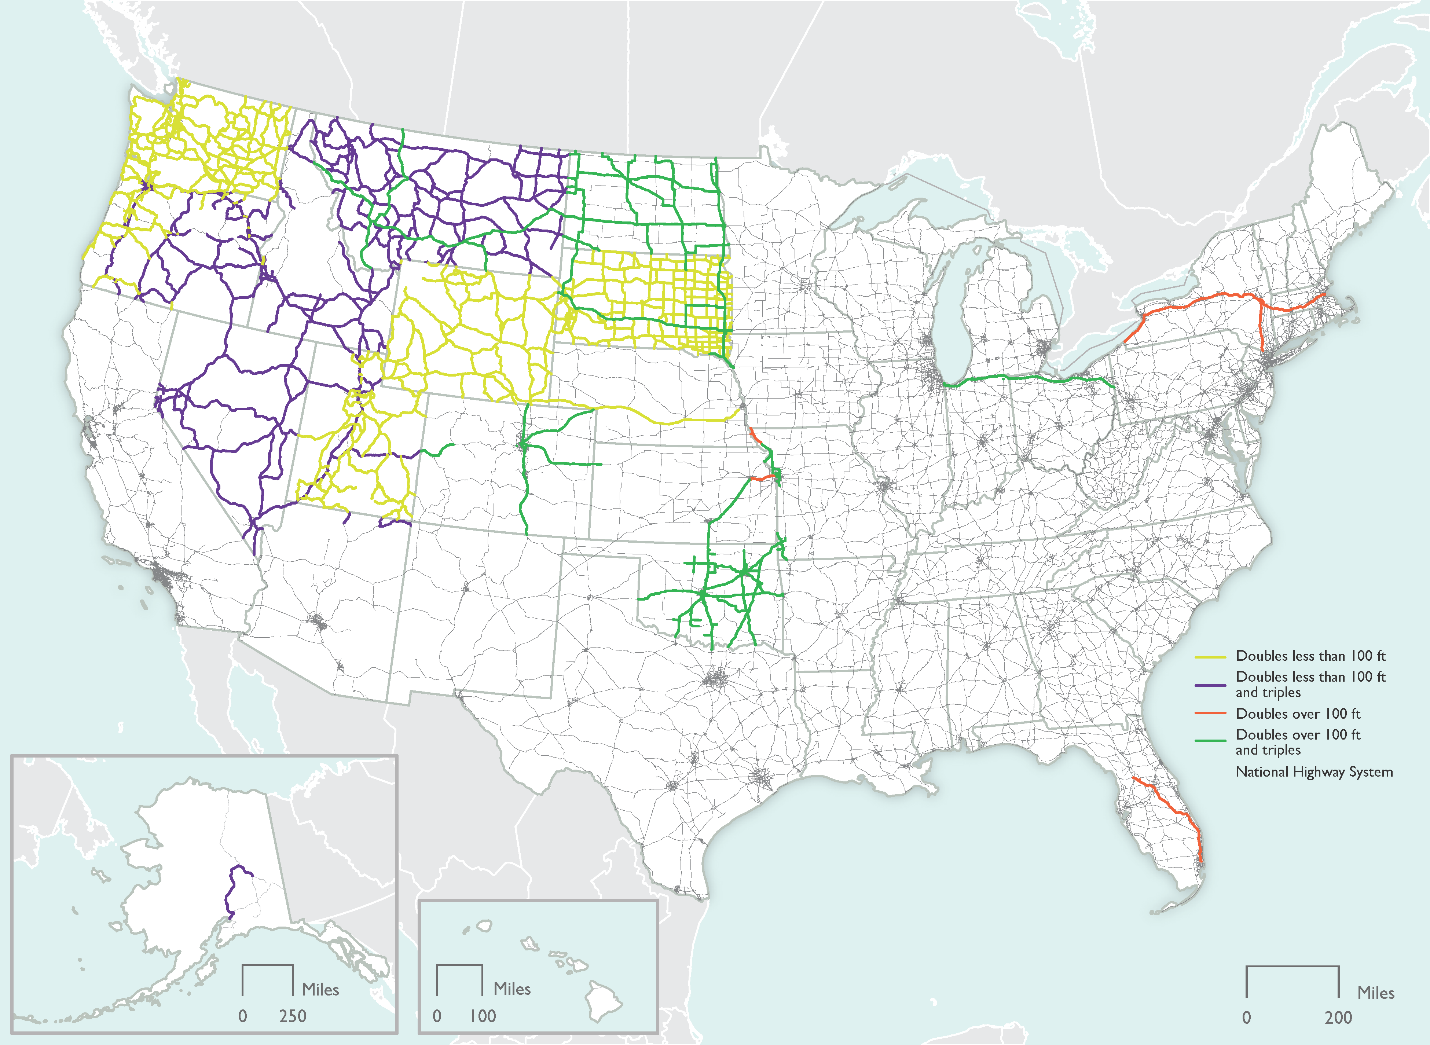 Doubles less than 100 ft
Doubles less than 100 ft
and triples
Doubles over 100 ft
Doubles over 100 ft
and triples
National Highway System
Miles
0 250
Miles
0 100
Miles
0 200